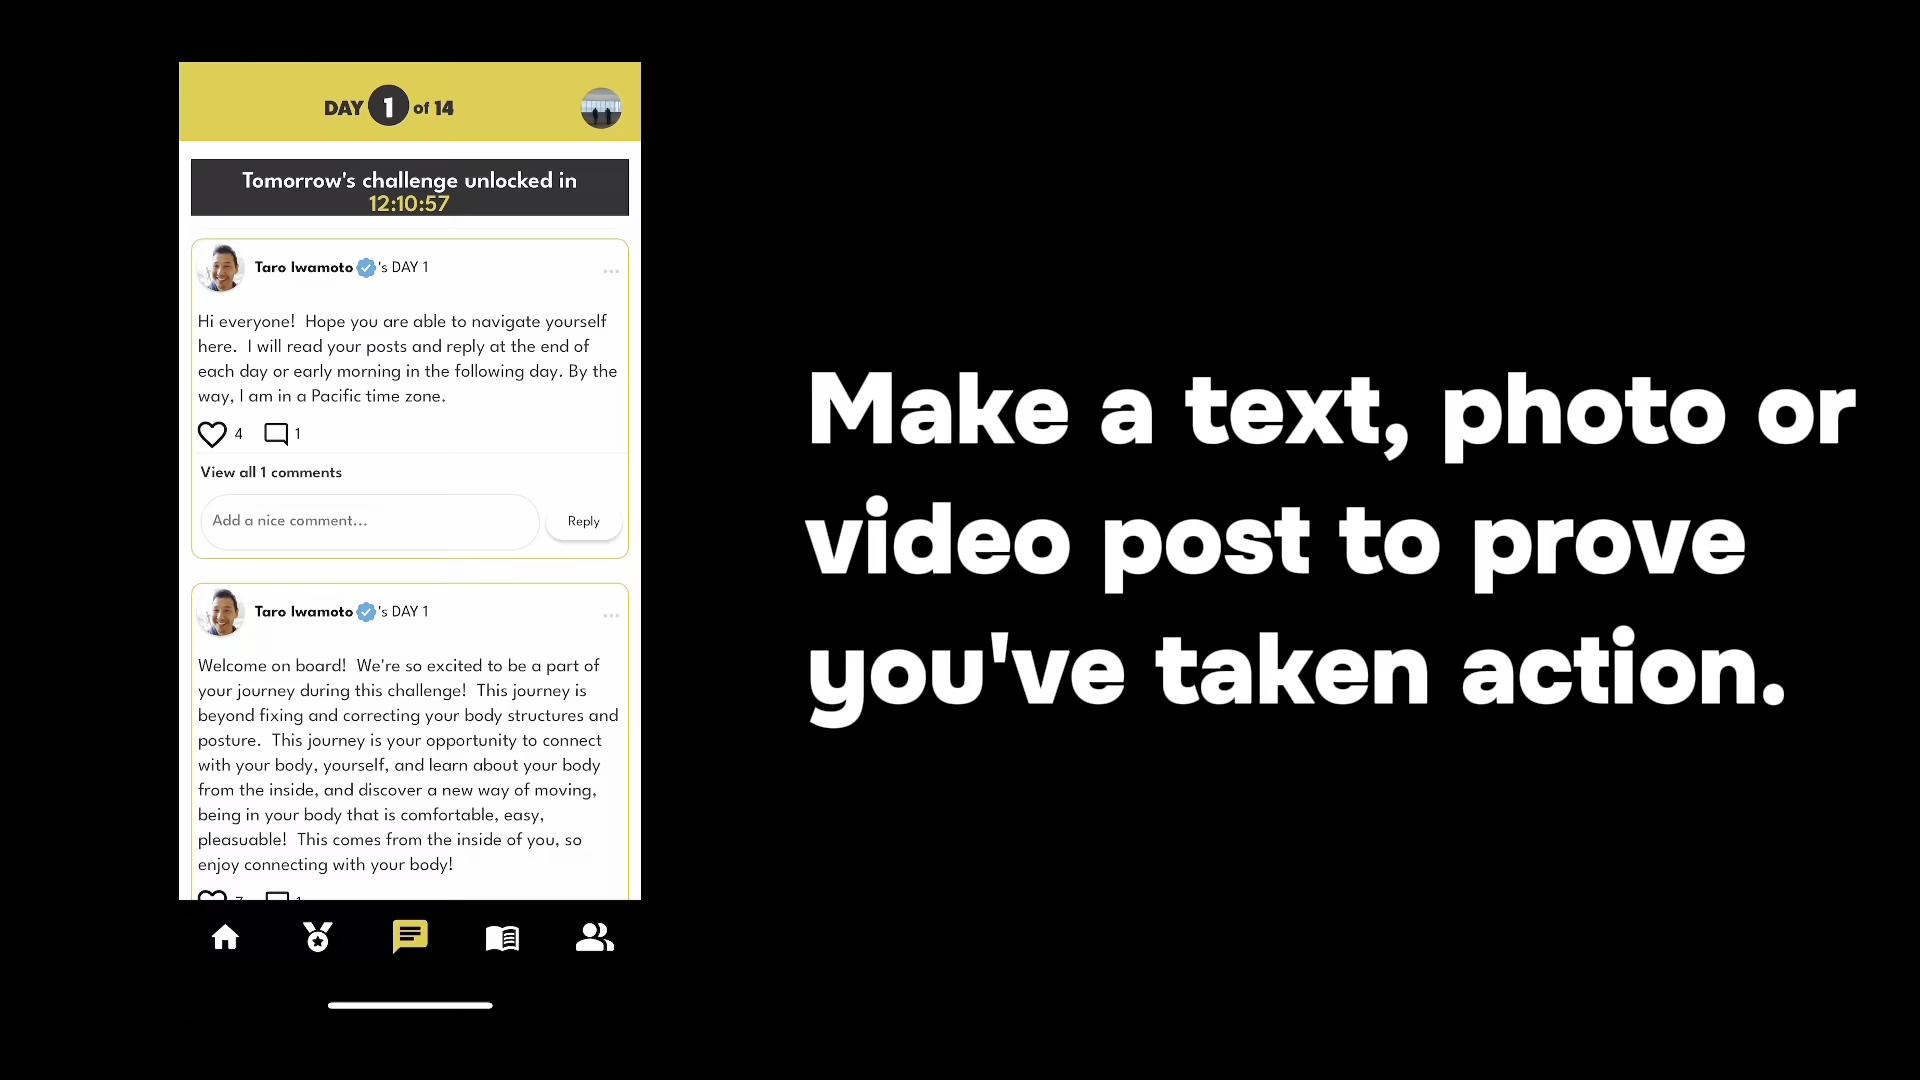 DAY 1 of 14
Tomorrow's challenge unlocked in
12:10:57
Taro Iwamoto 's DAY 1
Hi everyone!  Hope you are able to navigate yourself
here.  I will read your posts and reply at the end of
each day or early morning in the following day. By the
way, I am in a Pacific time zone.
4 1
View all 1 comments
Add a nice comment...
Reply
Taro Iwamoto 's DAY 1
Welcome on board!  We're so excited to be a part of
your journey during this challenge!  This journey is
beyond fixing and correcting your body structures and
posture.  This journey is your opportunity to connect
with your body, yourself, and learn about your body
from the inside, and discover a new way of moving,
being in your body that is comfortable, easy,
pleasuable!  This comes from the inside of you, so
enjoy connecting with your body!
Make a text, photo or
video post to prove
you've taken action.